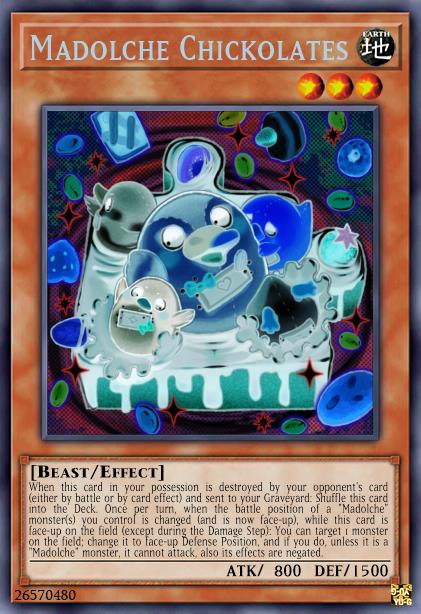 MADOLCHE CHICKOLATES
EARTH
地
[BEAST/EFFECT]
When this card in your possession is destroyed by your opponent's card
(either by battle or by card effect) and sent to your Graveyard: Shuffle this card
into the Deck. Once per turn, when the battle position of a "Madolche"
monster(s) you control is changed (and is now face-up), while this card is
face-up on the field (except during the Damage Step): You can target 1 monster
on the field; change it to face-up Defense Position, and if you do, unless it is a
"Madolche" monster, it cannot attack, also its effects are negated.
ATK/ 800 DEF/1500
26570480